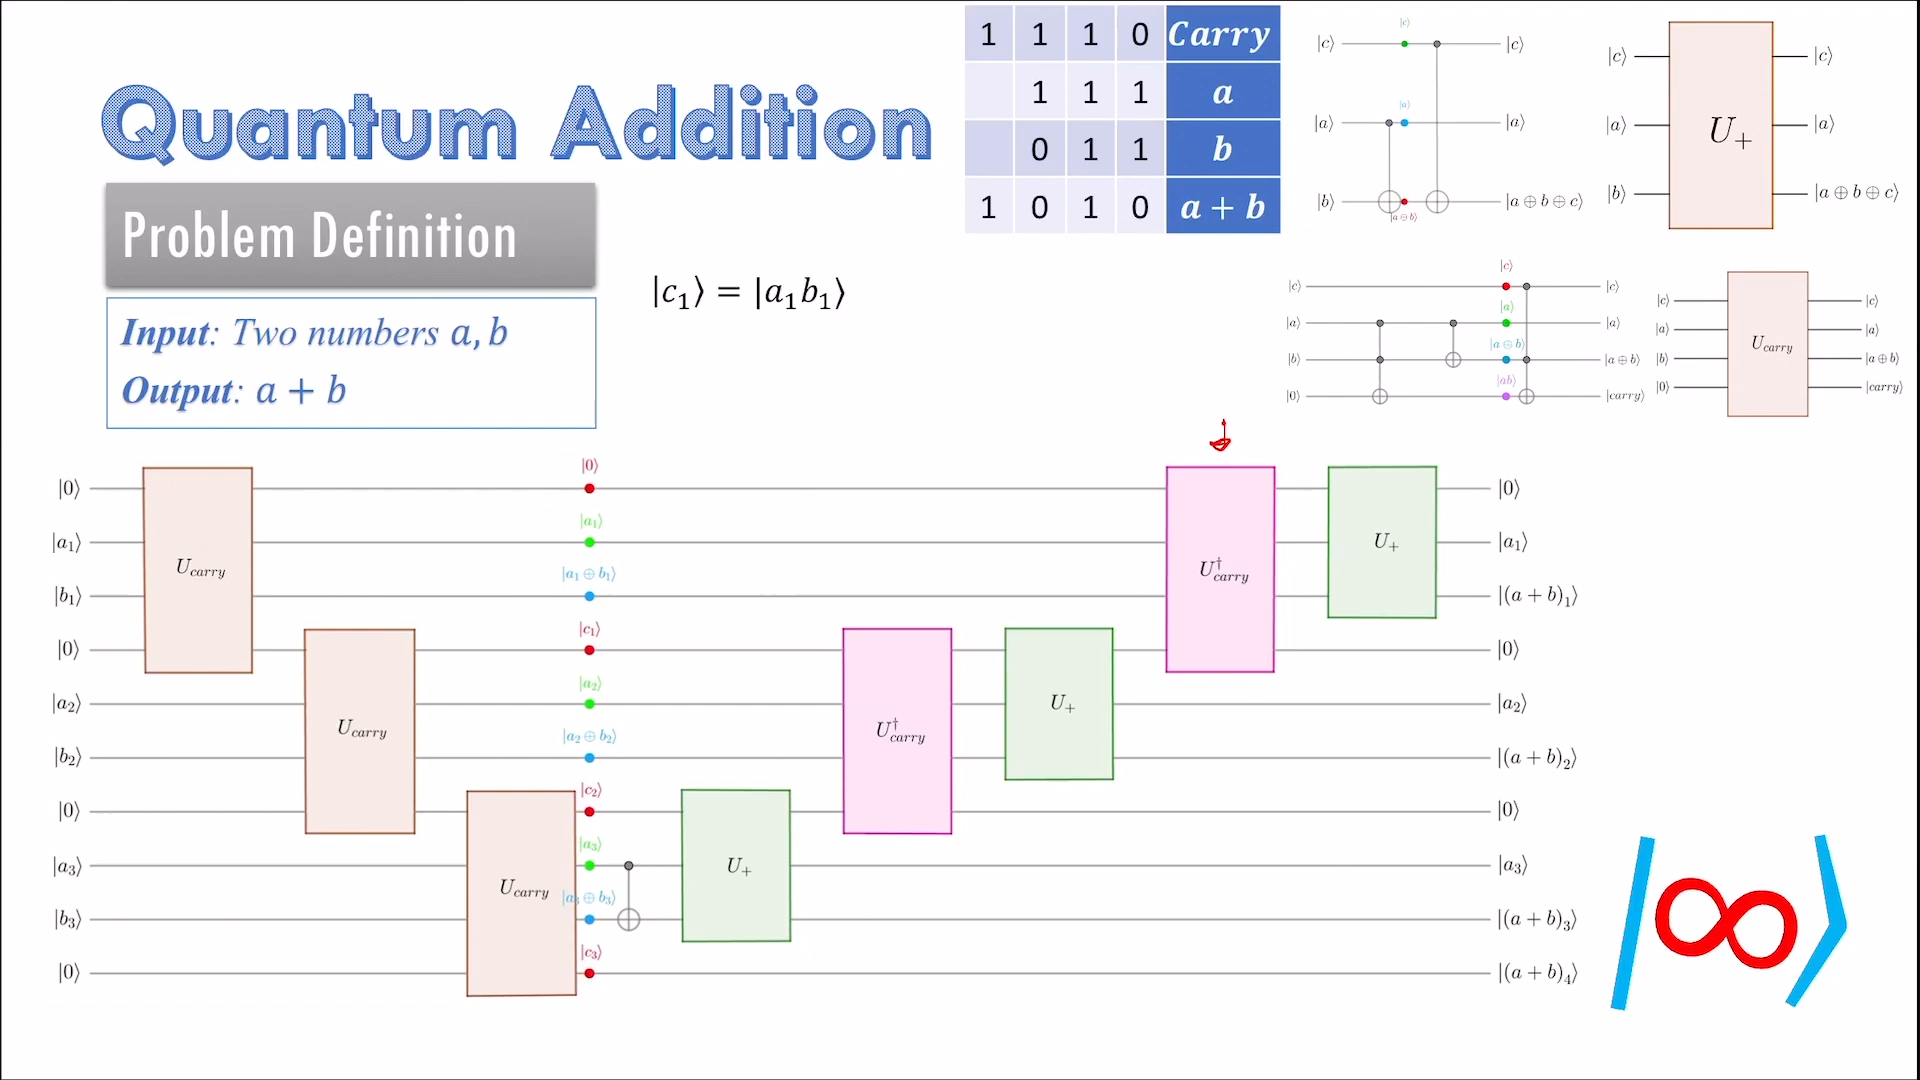 Quantum Addition
Problem Definition
Input: Two numbers a, b
Output: a + b
|c₁⟩ = |a₁b₁⟩
1 1 1 0 Carry
1 1 1 a
0 1 1 b
1 0 1 0 a + b
|c⟩ |c⟩ |c⟩
|a⟩ |a⟩ |a⟩
|b⟩ |a ⊕ b⟩ |a ⊕ b ⊕ c⟩
|c⟩ |c⟩
|a⟩ U₊ |a⟩
|b⟩ |a ⊕ b ⊕ c⟩
|c⟩ |c⟩ |c⟩
|a⟩ |a⟩ |a⟩
|b⟩ |a ⊕ b⟩ |a ⊕ b⟩
|0⟩ |ab⟩ |carry⟩
|c⟩ |c⟩
|a⟩ |a⟩
U_carry
|b⟩ |a ⊕ b⟩
|0⟩ |carry⟩
|0⟩ |0⟩ |0⟩
|a₁⟩ |a₁⟩ U₊ |a₁⟩
U_carry U†_carry
|b₁⟩ |a₁ ⊕ b₁⟩ |(a + b)₁⟩
|0⟩ |c₁⟩ |0⟩
|a₂⟩ |a₂⟩ U₊ |a₂⟩
U_carry U†_carry
|b₂⟩ |a₂ ⊕ b₂⟩ |(a + b)₂⟩
|0⟩ |c₂⟩ |0⟩
|a₃⟩ |a₃⟩ U₊ |a₃⟩
U_carry
|b₃⟩ |a₃ ⊕ b₃⟩ |(a + b)₃⟩
|0⟩ |c₃⟩ |(a + b)₄⟩
|∞⟩